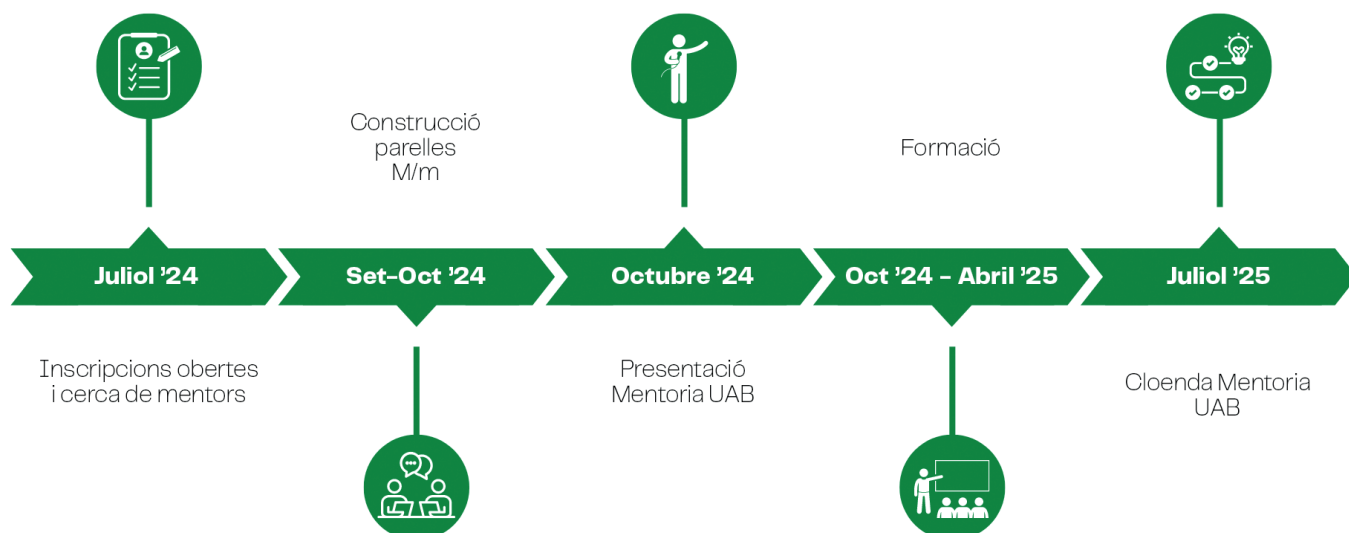 Construcció
parelles
M/m
Formació
Juliol ’24
Set-Oct ’24
Octubre ’24
Oct ’24 - Abril ’25
Juliol ’25
Inscripcions obertes
i cerca de mentors
Presentació
Mentoria UAB
Cloenda Mentoria
UAB